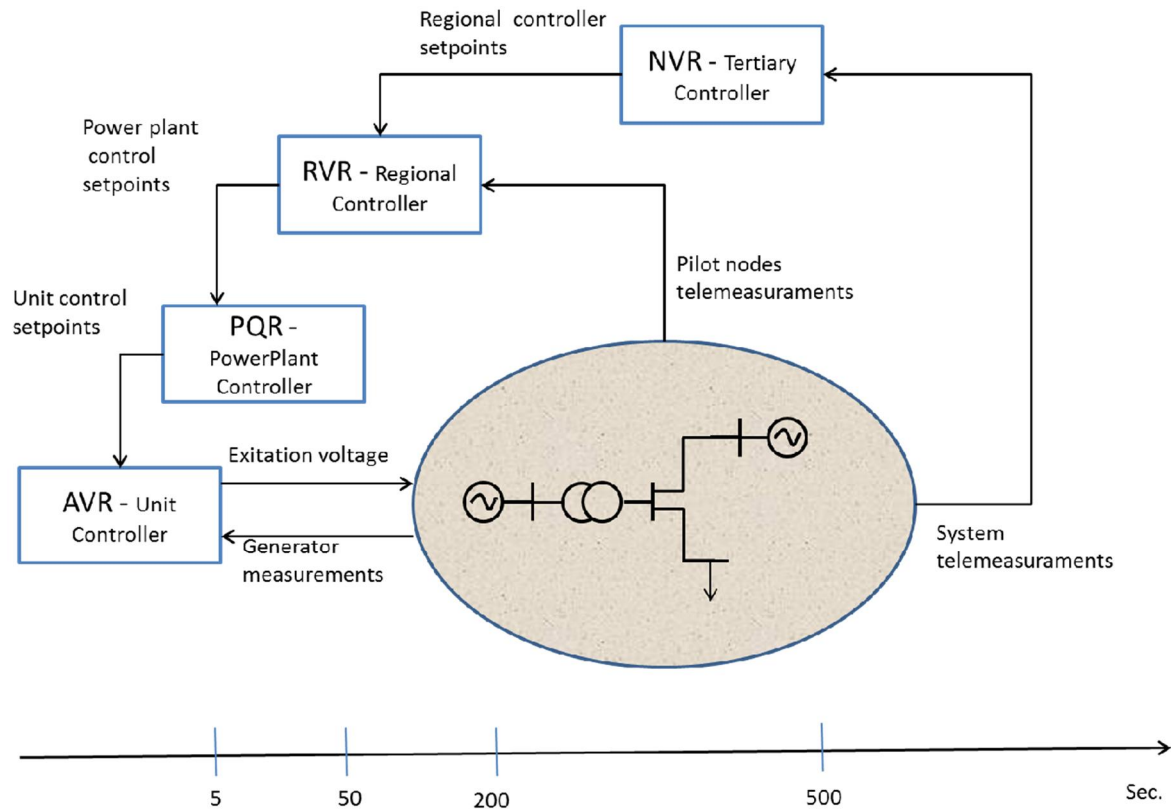 Regional controller
setpoints
NVR - Tertiary
Controller
Power plant
control
setpoints
RVR - Regional
Controller
Pilot nodes
telemeasuraments
Unit control
setpoints
PQR -
PowerPlant
Controller
Exitation voltage
AVR - Unit
Controller
Generator
measurements
System
telemeasuraments
5
50
200
500
Sec.